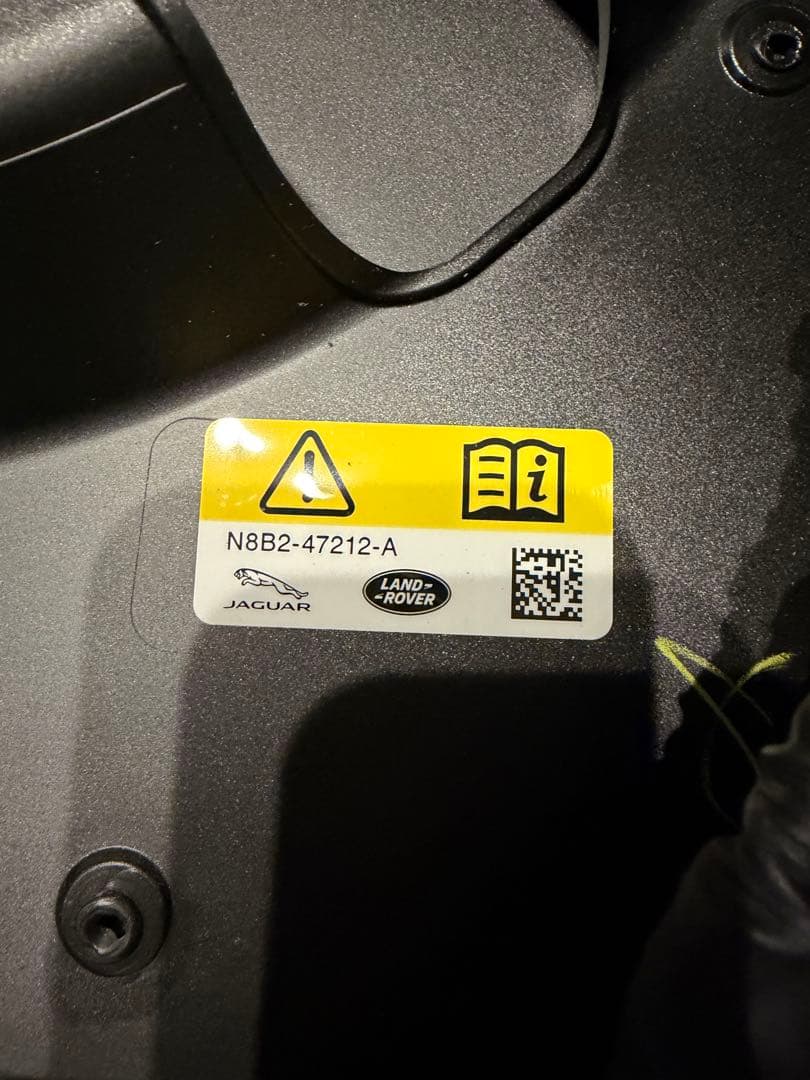 N8B2-47212-A
JAGUAR
LAND-
-ROVER